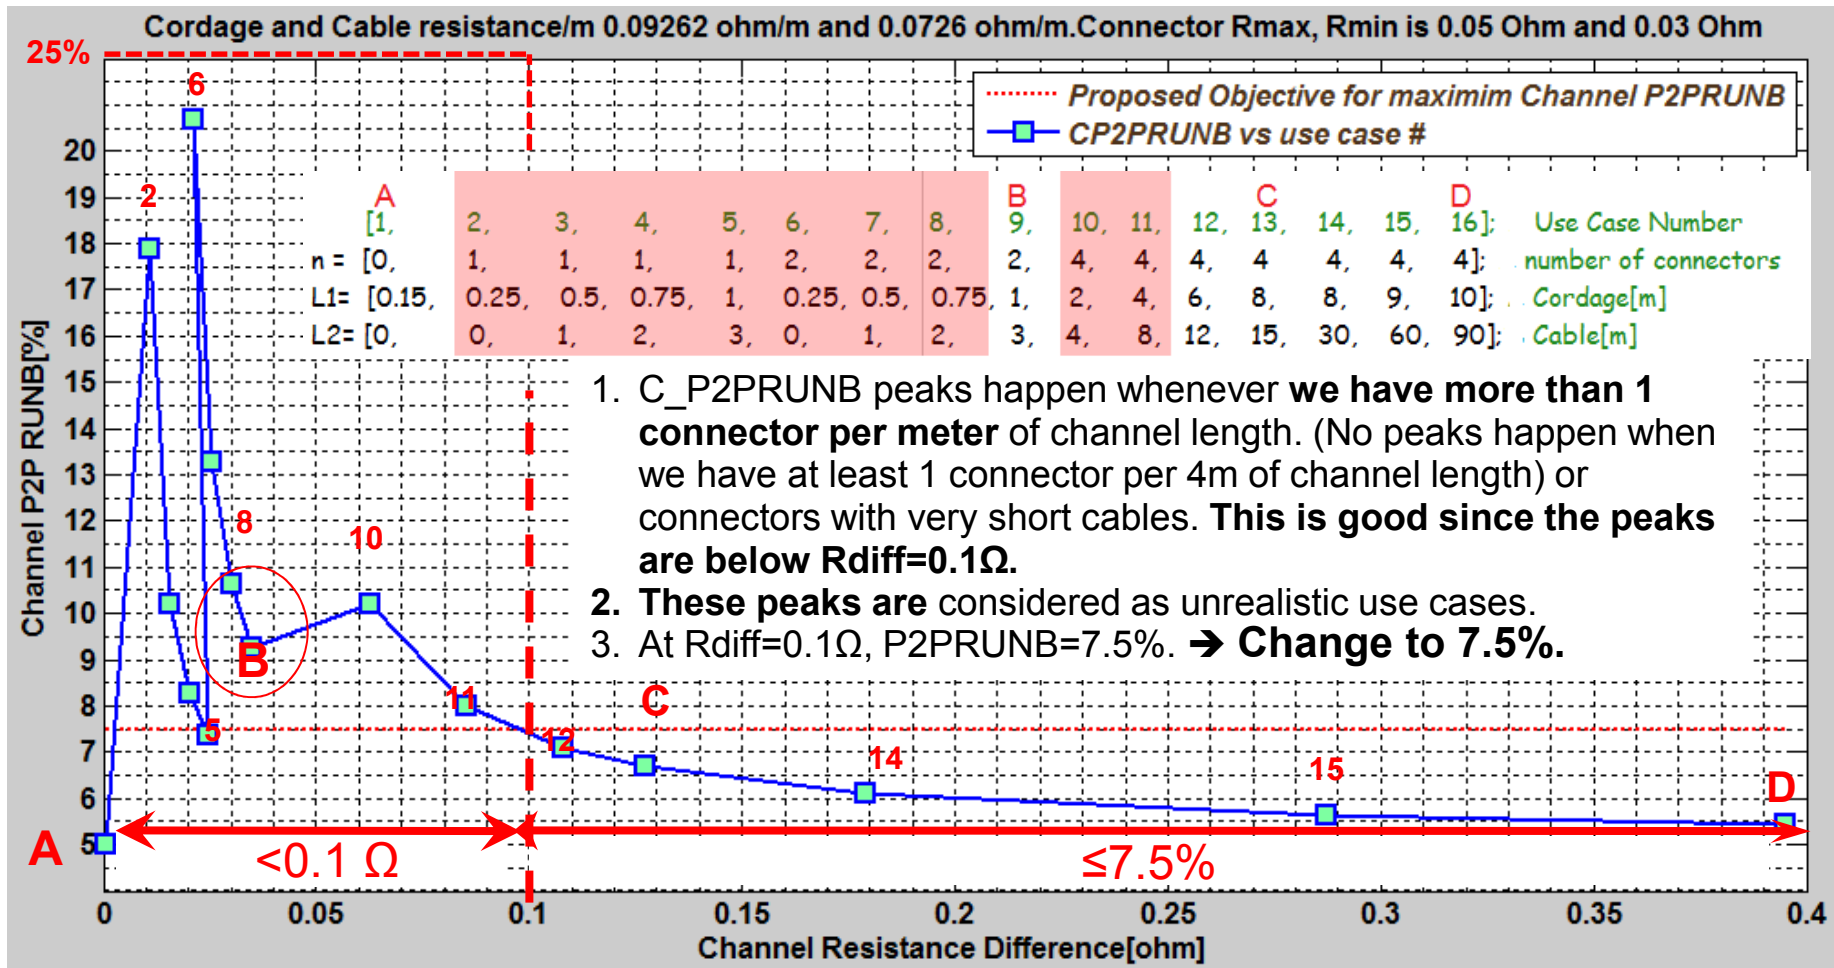 Cordage and Cable resistance/m 0.09262 ohm/m and 0.0726 ohm/m.Connector Rmax, Rmin is 0.05 Ohm and 0.03 Ohm
25%
6
2
Proposed Objective for maximim Channel P2PRUNB
CP2PRUNB vs use case #
A B C D
[1, 2, 3, 4, 5, 6, 7, 8, 9, 10, 11, 12, 13, 14, 15, 16]; Use Case Number
n = [0, 1, 1, 1, 1, 2, 2, 2, 2, 4, 4, 4, 4 4, 4, 4]; number of connectors
L1= [0.15, 0.25, 0.5, 0.75, 1, 0.25, 0.5, 0.75, 1, 2, 4, 6, 8, 8, 9, 10]; Cordage[m]
L2= [0, 0, 1, 2, 3, 0, 1, 2, 3, 4, 8, 12, 15, 30, 60, 90]; Cable[m]
1. C_P2PRUNB peaks happen whenever we have more than 1
connector per meter of channel length. (No peaks happen when
we have at least 1 connector per 4m of channel length) or
connectors with very short cables. This is good since the peaks
are below Rdiff=0.1Ω.
2. These peaks are considered as unrealistic use cases.
3. At Rdiff=0.1Ω, P2PRUNB=7.5%. ➔ Change to 7.5%.
8
10
B
11
C
5
12
14
15
D
A
<0.1 Ω
≤7.5%
20
19
18
17
16
15
14
13
12
11
10
9
8
7
6
5
Channel P2P RUNB[%]
0 0.05 0.1 0.15 0.2 0.25 0.3 0.35 0.4
Channel Resistance Difference[ohm]